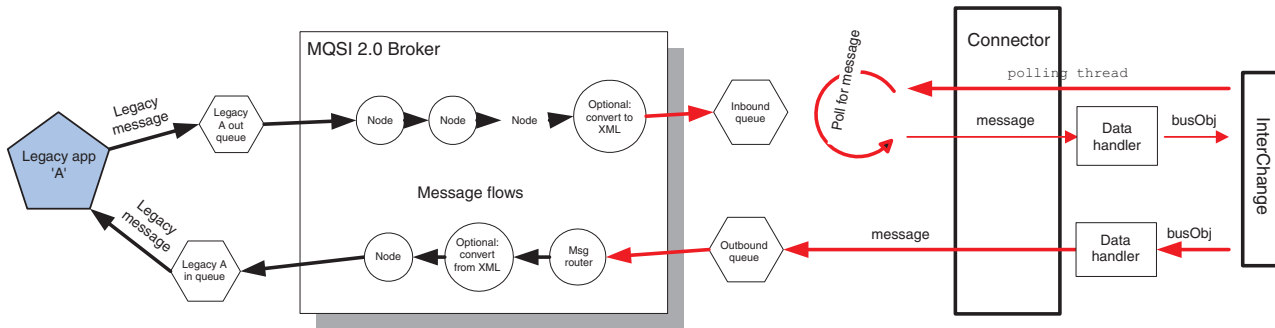 MQSI 2.0 Broker
Connector
Legacy
message
Legacy
A out
queue
Node
Node
Node
Optional:
convert to
XML
Inbound
queue
Poll for message
polling thread
message
Data
handler
busObj
InterChange
Legacy app
'A'
Message flows
Legacy
message
Legacy A
in queue
Node
Optional:
convert
from XML
Msg
router
Outbound
queue
message
Data
handler
busObj